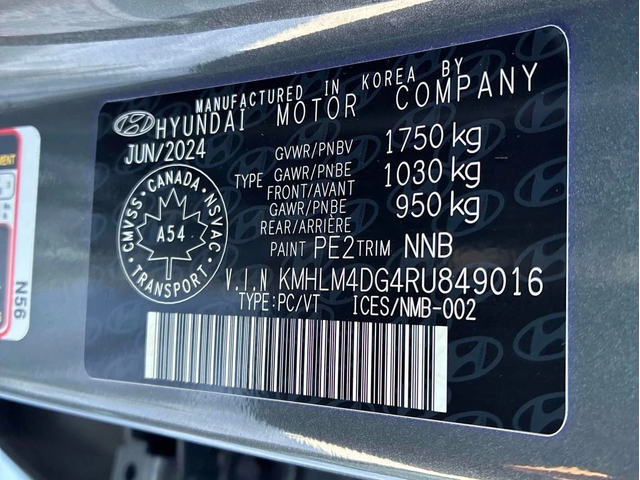 MANUFACTURED IN KOREA BY
HYUNDAI MOTOR COMPANY
JUN/2024
GVWR/PNBV 1750 kg
TYPE GAWR/PNBE 1030 kg
FRONT/AVANT
GAWR/PNBE 950 kg
REAR/ARRIÈRE
PAINT PE2 TRIM NNB
V.I.N KMHLM4DG4RU849016
TYPE:PC/VT ICES/NMB-002
CMVSS · CANADA · NSVAC · TRANSPORT
A54
N56